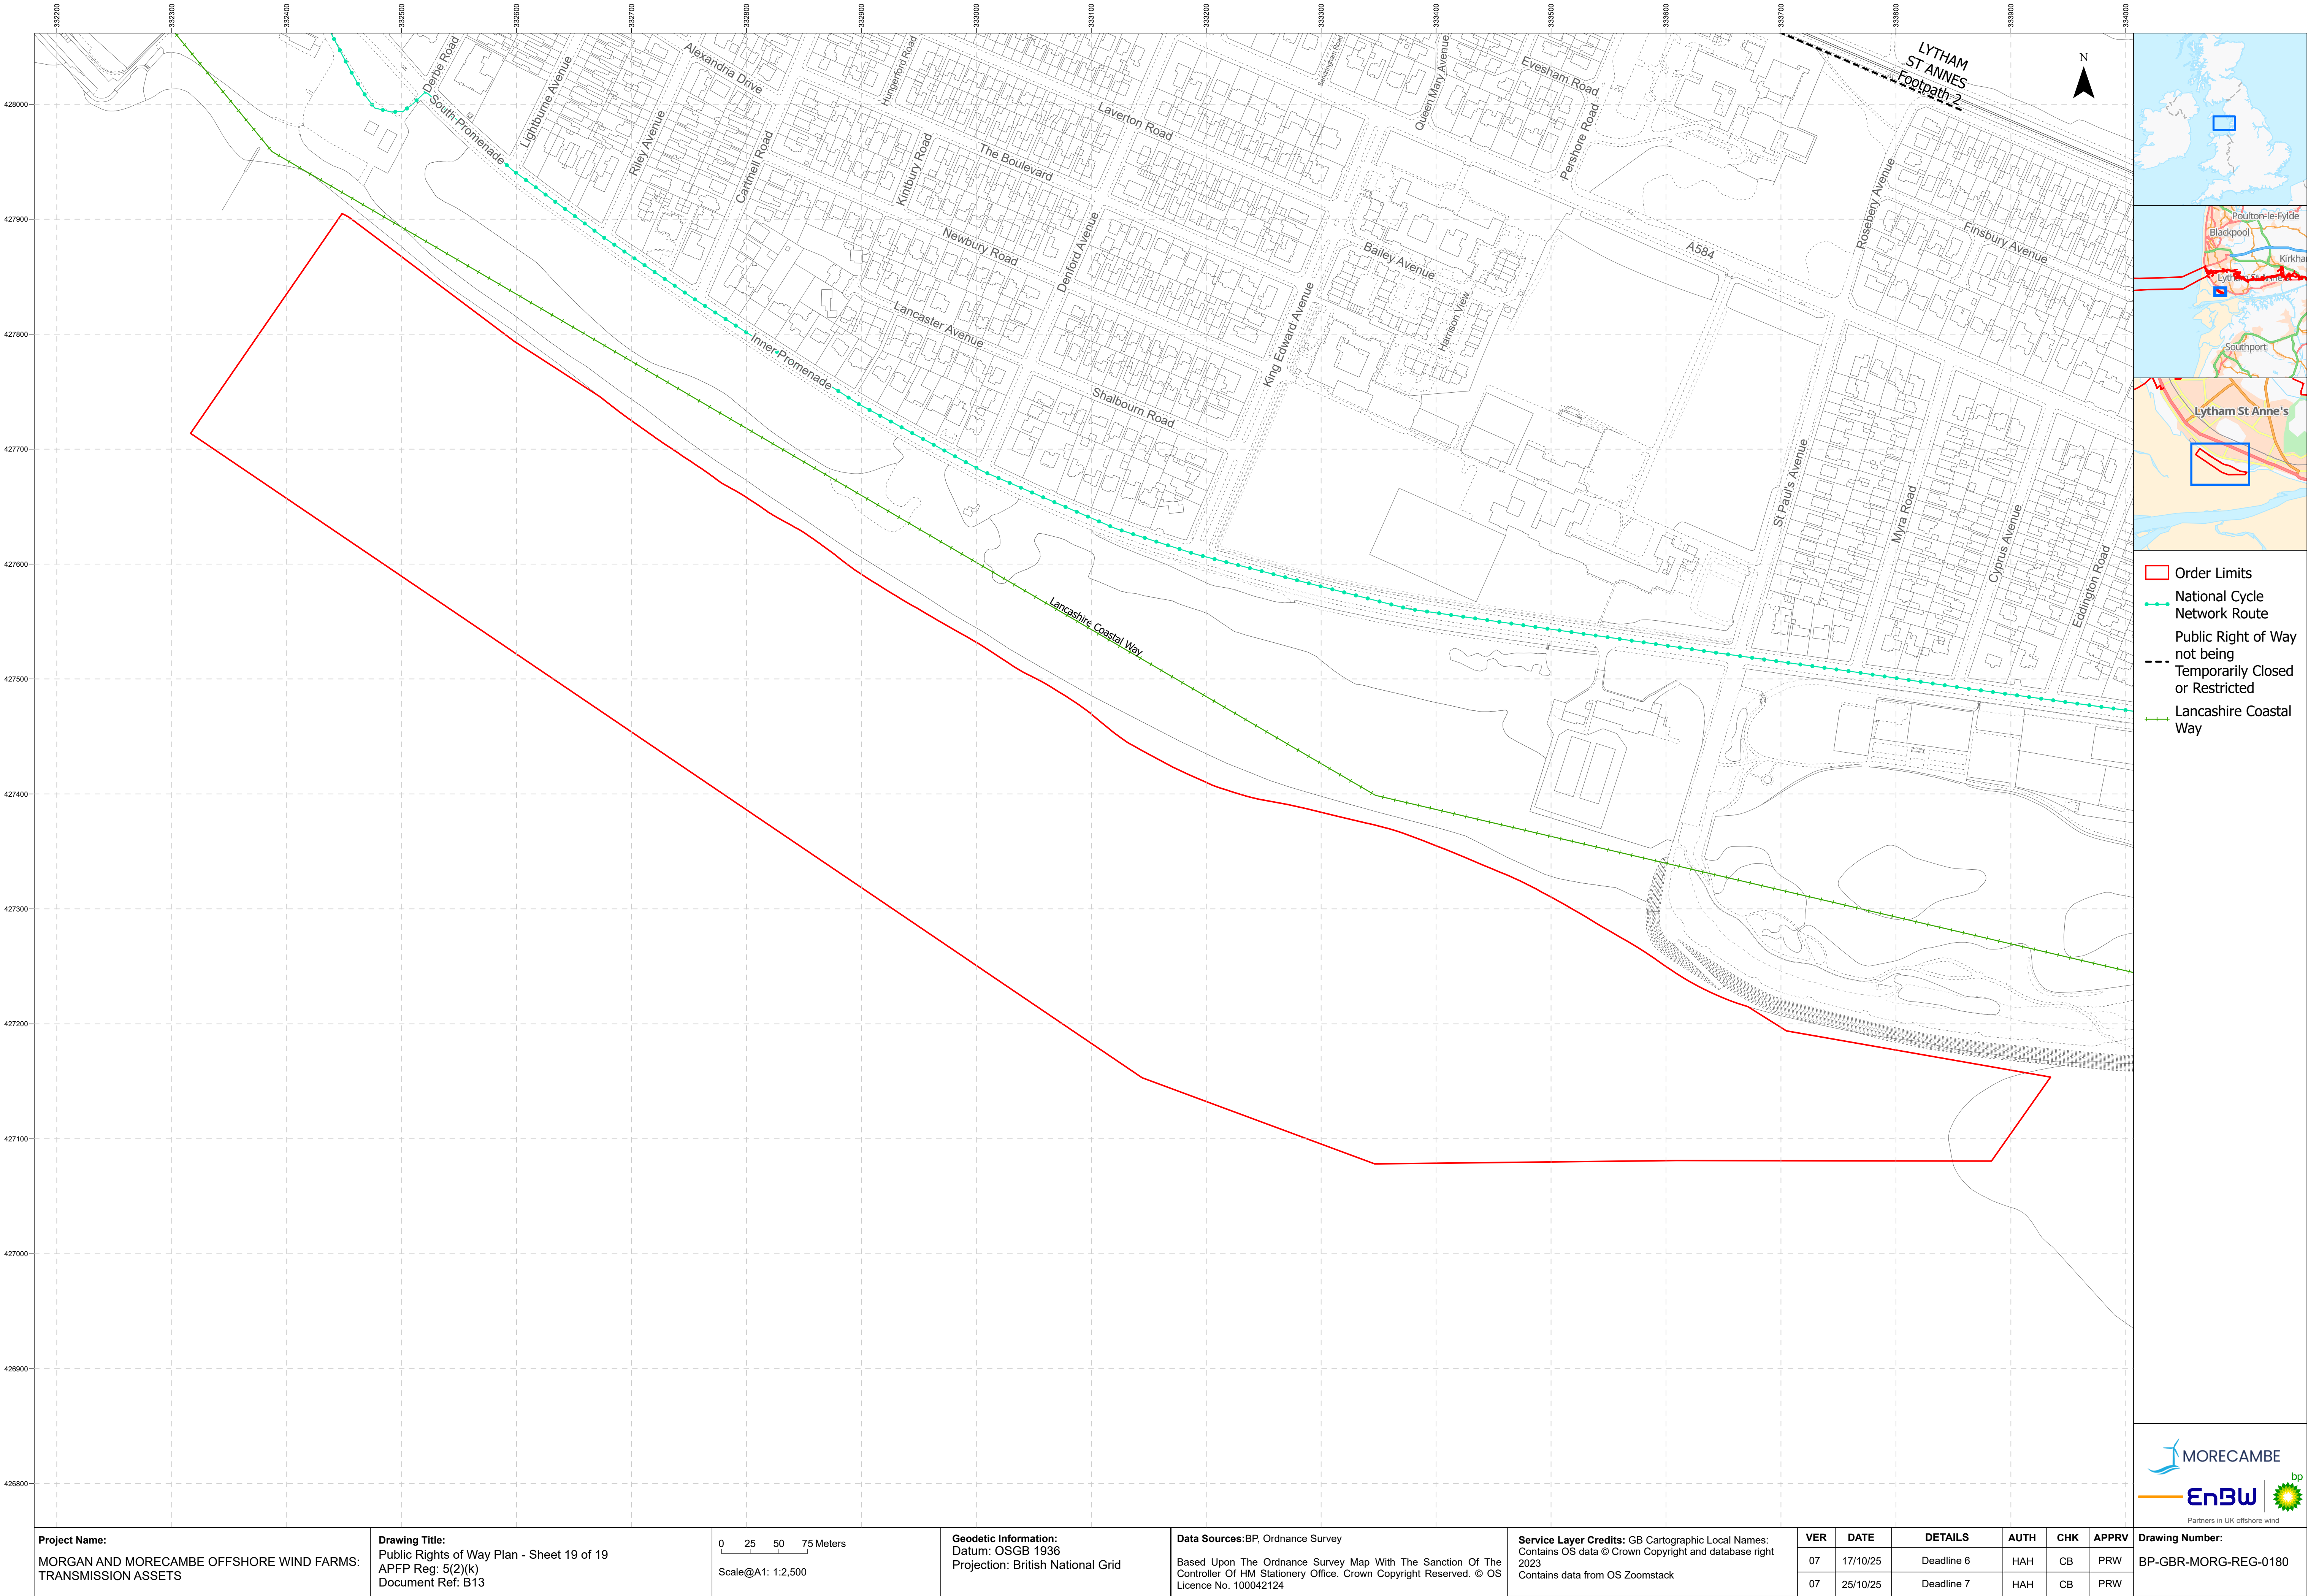 332200 332300 332400 332500 332600 332700 332800 332900 333000 333100 333200 333300 333400 333500 333600 333700 333800 333900 334000
428000
427900
427800
427700
427600
427500
427400
427300
427200
427100
427000
426900
426800
Derbe Road
South Promenade
Lightburne Avenue
Riley Avenue
Alexandria Drive
Cartmell Road
Hungerford Road
Kintbury Road
The Boulevard
Laverton Road
Newbury Road
Denford Avenue
Lancaster Avenue
Inner Promenade
Shalbourn Road
King Edward Avenue
Sandringham Road
Queen Mary Avenue
Evesham Road
Pershore Road
Bailey Avenue
Harrison View
A584
Rosebery Avenue
Finsbury Avenue
St Paul's Avenue
Myra Road
Cyprus Avenue
Eddington Road
Lancashire Coastal Way
LYTHAM
ST ANNES
Footpath 2
N
Poulton-le-Fylde
Blackpool
Kirkha
Southport
Lytham St Anne's
Order Limits
National Cycle
Network Route
Public Right of Way
not being
Temporarily Closed
or Restricted
Lancashire Coastal
Way
MORECAMBE
EnBW
bp
Partners in UK offshore wind
Project Name:
MORGAN AND MORECAMBE OFFSHORE WIND FARMS:
TRANSMISSION ASSETS
Drawing Title:
Public Rights of Way Plan - Sheet 19 of 19
APFP Reg: 5(2)(k)
Document Ref: B13
0 25 50 75 Meters
Scale@A1: 1:2,500
Geodetic Information:
Datum: OSGB 1936
Projection: British National Grid
Data Sources:BP, Ordnance Survey
Based Upon The Ordnance Survey Map With The Sanction Of The
Controller Of HM Stationery Office. Crown Copyright Reserved. © OS
Licence No. 100042124
Service Layer Credits: GB Cartographic Local Names:
Contains OS data © Crown Copyright and database right
2023
Contains data from OS Zoomstack
VER DATE DETAILS AUTH CHK APPRV
07 17/10/25 Deadline 6 HAH CB PRW
07 25/10/25 Deadline 7 HAH CB PRW
Drawing Number:
BP-GBR-MORG-REG-0180